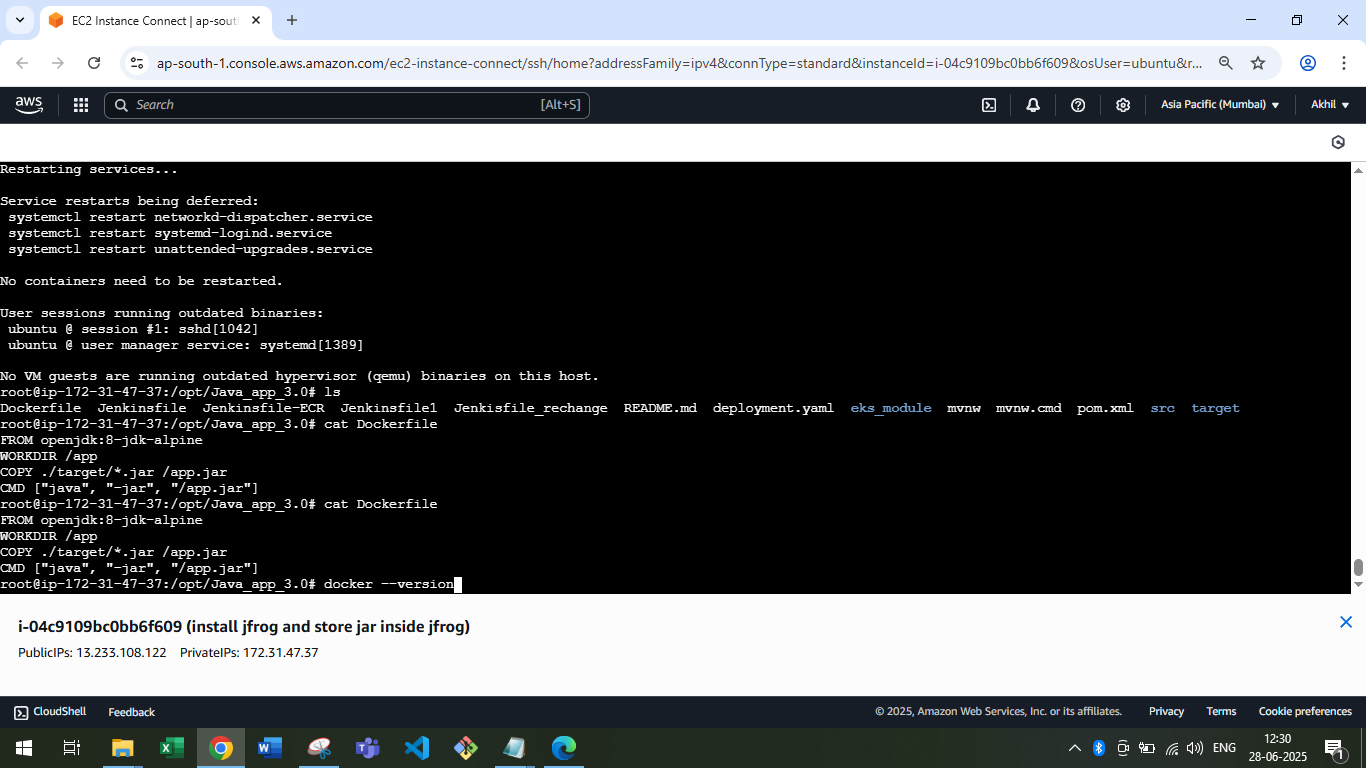 EC2 Instance Connect | ap-sout
ap-south-1.console.aws.amazon.com/ec2-instance-connect/ssh/home?addressFamily=ipv4&connType=standard&instanceId=i-04c9109bc0bb6f609&osUser=ubuntu&r...
aws Search [Alt+S] Asia Pacific (Mumbai) Akhil
Restarting services...
Service restarts being deferred:
systemctl restart networkd-dispatcher.service
systemctl restart systemd-logind.service
systemctl restart unattended-upgrades.service
No containers need to be restarted.
User sessions running outdated binaries:
ubuntu @ session #1: sshd[1042]
ubuntu @ user manager service: systemd[1389]
No VM guests are running outdated hypervisor (qemu) binaries on this host.
root@ip-172-31-47-37:/opt/Java_app_3.0# ls
Dockerfile Jenkinsfile Jenkinsfile-ECR Jenkinsfile1 Jenkisfile_rechange README.md deployment.yaml eks_module mvnw mvnw.cmd pom.xml src target
root@ip-172-31-47-37:/opt/Java_app_3.0# cat Dockerfile
FROM openjdk:8-jdk-alpine
WORKDIR /app
COPY ./target/*.jar /app.jar
CMD ["java", "-jar", "/app.jar"]
root@ip-172-31-47-37:/opt/Java_app_3.0# cat Dockerfile
FROM openjdk:8-jdk-alpine
WORKDIR /app
COPY ./target/*.jar /app.jar
CMD ["java", "-jar", "/app.jar"]
root@ip-172-31-47-37:/opt/Java_app_3.0# docker --version
i-04c9109bc0bb6f609 (install jfrog and store jar inside jfrog)
PublicIPs: 13.233.108.122 PrivateIPs: 172.31.47.37
CloudShell Feedback © 2025, Amazon Web Services, Inc. or its affiliates. Privacy Terms Cookie preferences
ENG 12:30
28-06-2025
1